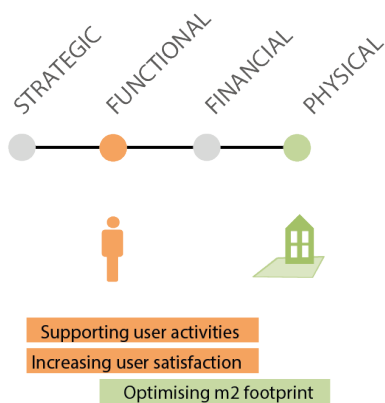 STRATEGIC
FUNCTIONAL
FINANCIAL
PHYSICAL
Supporting user activities
Increasing user satisfaction
Optimising m2 footprint